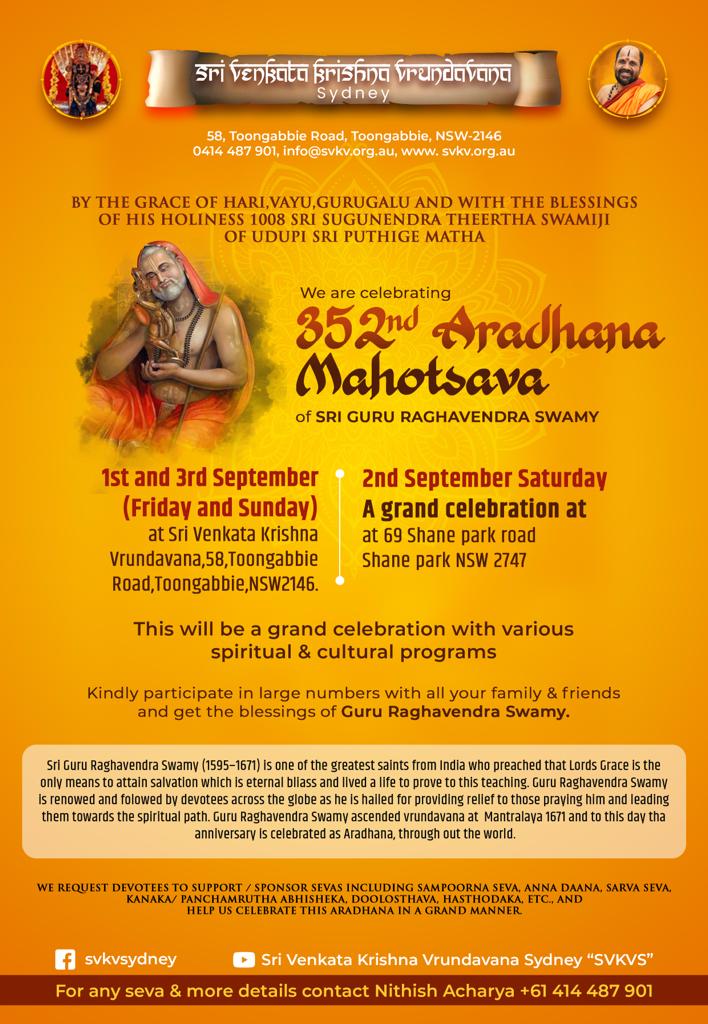 sri venkata krishna vrundavana
Sydney
58, Toongabbie Road, Toongabbie, NSW-2146
0414 487 901, info@svkv.org.au, www. svkv.org.au
BY THE GRACE OF HARI,VAYU,GURUGALU AND WITH THE BLESSINGS
OF HIS HOLINESS 1008 SRI SUGUNENDRA THEERTHA SWAMIJI
OF UDUPI SRI PUTHIGE MATHA
We are celebrating
352nd Aradhana
Mahotsava
of SRI GURU RAGHAVENDRA SWAMY
1st and 3rd September
(Friday and Sunday)
at Sri Venkata Krishna
Vrundavana,58,Toongabbie
Road,Toongabbie,NSW2146.
2nd September Saturday
A grand celebration at
at 69 Shane park road
Shane park NSW 2747
This will be a grand celebration with various
spiritual & cultural programs
Kindly participate in large numbers with all your family & friends
and get the blessings of Guru Raghavendra Swamy.
Sri Guru Raghavendra Swamy (1595–1671) is one of the greatest saints from India who preached that Lords Grace is the
only means to attain salvation which is eternal bliass and lived a life to prove to this teaching. Guru Raghavendra Swamy
is renowed and folowed by devotees across the globe as he is hailed for providing relief to those praying him and leading
them towards the spiritual path. Guru Raghavendra Swamy ascended vrundavana at Mantralaya 1671 and to this day tha
anniversary is celebrated as Aradhana, through out the world.
WE REQUEST DEVOTEES TO SUPPORT / SPONSOR SEVAS INCLUDING SAMPOORNA SEVA, ANNA DAANA, SARVA SEVA,
KANAKA/ PANCHAMRUTHA ABHISHEKA, DOOLOSTHAVA, HASTHODAKA, ETC., AND
HELP US CELEBRATE THIS ARADHANA IN A GRAND MANNER.
svkvsydney
Sri Venkata Krishna Vrundavana Sydney “SVKVS”
For any seva & more details contact Nithish Acharya +61 414 487 901